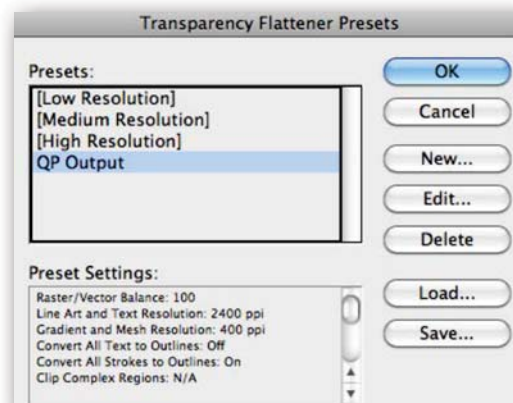 Transparency Flattener Presets
Presets:
[Low Resolution]
[Medium Resolution]
[High Resolution]
QP Output
OK
Cancel
New...
Edit...
Delete
Load...
Save...
Preset Settings:
Raster/Vector Balance: 100
Line Art and Text Resolution: 2400 ppi
Gradient and Mesh Resolution: 400 ppi
Convert All Text to Outlines: Off
Convert All Strokes to Outlines: On
Clip Complex Regions: N/A